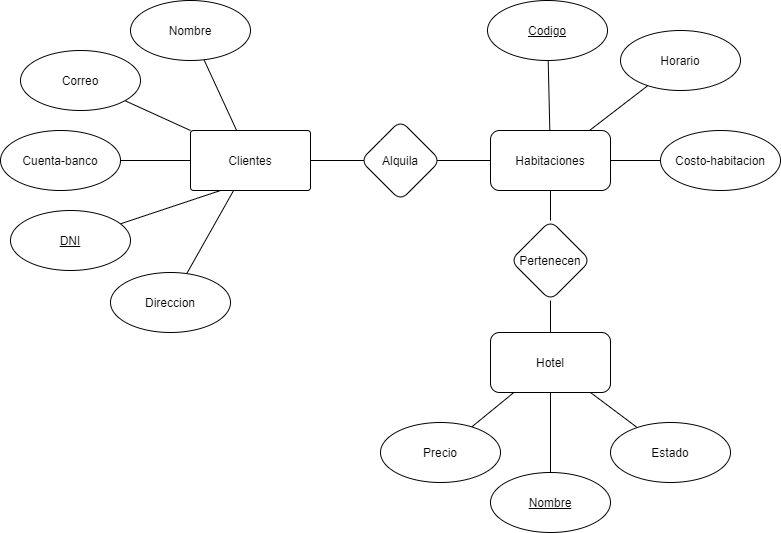 Nombre
Codigo
Correo
Horario
Cuenta-banco
Clientes
Alquila
Habitaciones
Costo-habitacion
DNI
Pertenecen
Direccion
Hotel
Precio
Estado
Nombre